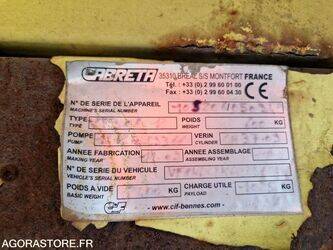 CABRETA
35310 BREAL S/S MONTFORT FRANCE
Tél : +33 (0) 2 99 60 01 00
Fax : +33 (0) 2 99 60 04 30
CE
N° DE SERIE DE L'APPAREIL
MACHINE'S SERIAL NUMBER
TYPE POIDS KG
TYPE WEIGHT
POMPE VERIN
PUMP CYLINDER
ANNEE FABRICATION ANNEE ASSEMBLAGE
MAKING YEAR ASSEMBLING YEAR
N° DE SERIE DU VEHICULE
VEHICLE'S SERIAL NUMBER
POIDS A VIDE KG CHARGE UTILE KG
BASIC WEIGHT PAYLOAD
www.cif-bennes.com
AGORASTORE.FR